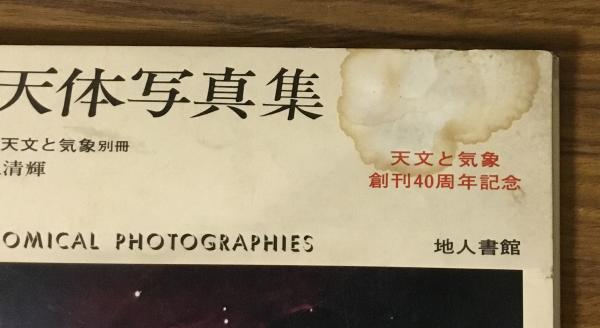 天体写真集
天文と気象別冊
清輝
天文と気象
創刊40周年記念
OMICAL PHOTOGRAPHIES
地人書館